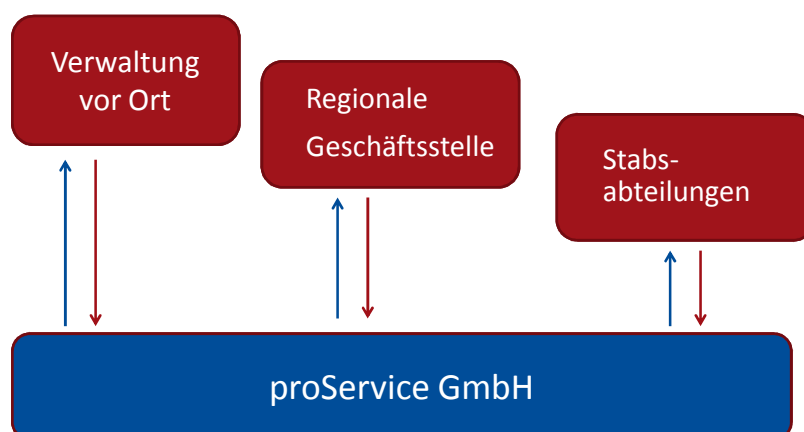 Verwaltung
vor Ort
Regionale
Geschäftsstelle
Stabs-
abteilungen
proService GmbH